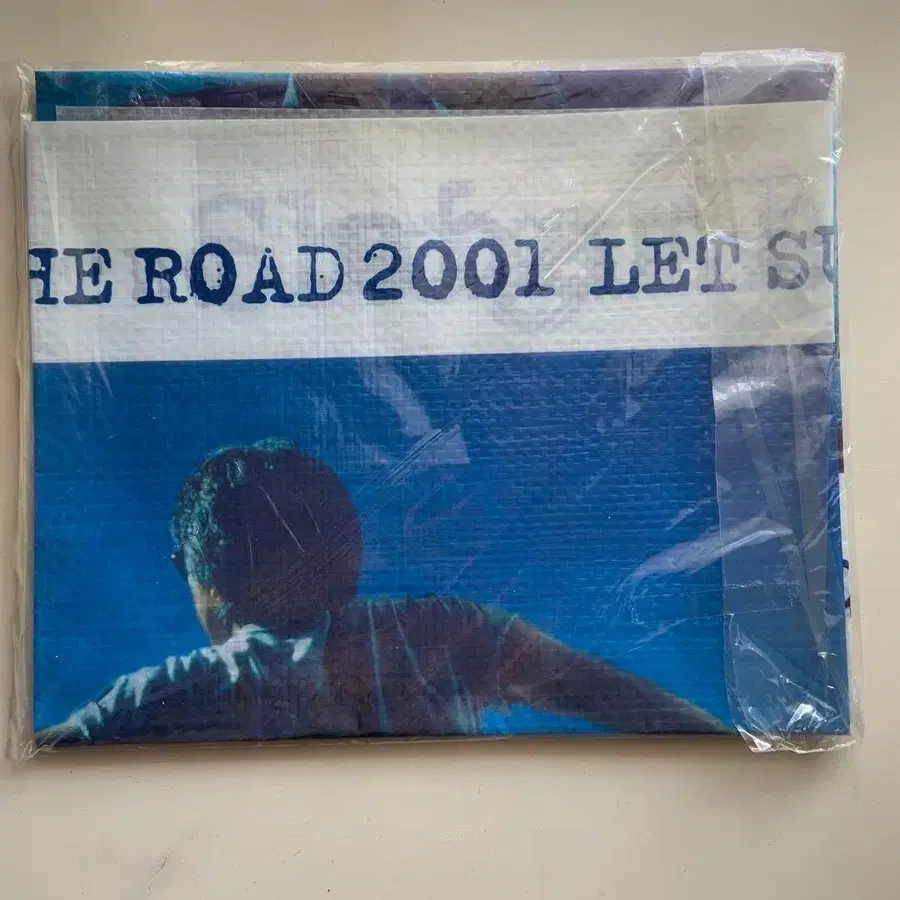 HE ROAD 2001 LET SU